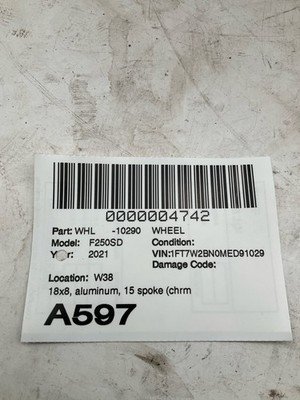 0000004742
Part: WHL -10290 WHEEL
Model: F250SD Condition:
Year: 2021 VIN:1FT7W2BN0MED91029
Damage Code:
Location: W38
18x8, aluminum, 15 spoke (chrm
A597